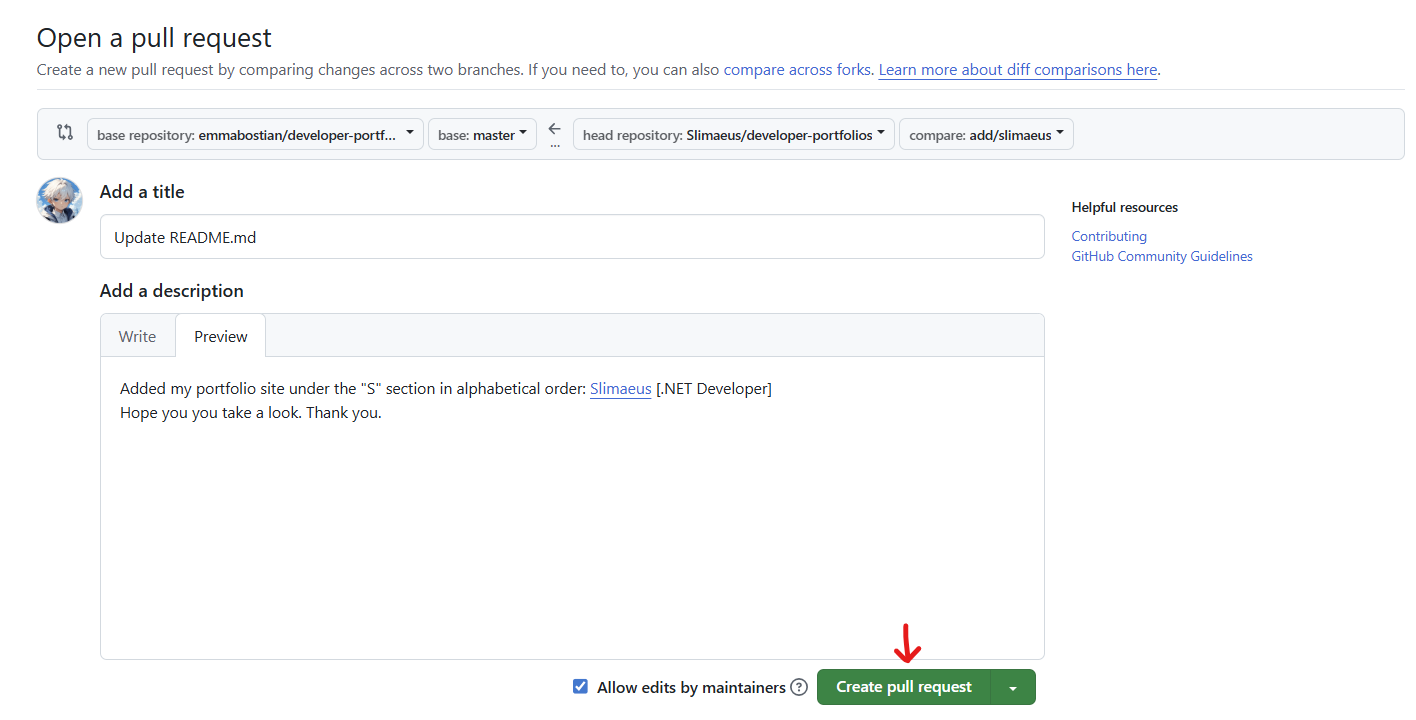 Open a pull request
Create a new pull request by comparing changes across two branches. If you need to, you can also compare across forks. Learn more about diff comparisons here.
base repository: emmabostian/developer-portf... base: master ... head repository: Slimaeus/developer-portfolios compare: add/slimaeus
Add a title
Update README.md
Add a description
Write Preview
Added my portfolio site under the "S" section in alphabetical order: Slimaeus [.NET Developer]
Hope you you take a look. Thank you.
Allow edits by maintainers ?
Create pull request
Helpful resources
Contributing
GitHub Community Guidelines